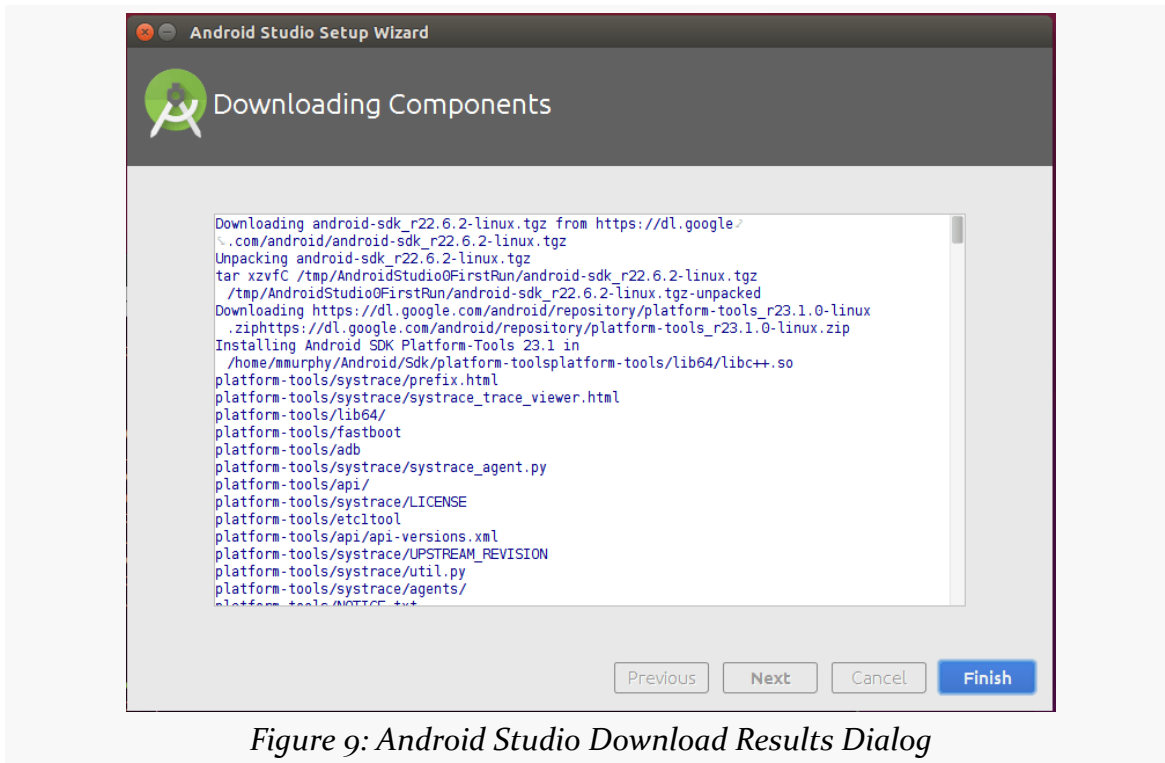 Android Studio Setup Wizard
Downloading Components
Downloading android-sdk_r22.6.2-linux.tgz from https://dl.google
.com/android/android-sdk_r22.6.2-linux.tgz
Unpacking android-sdk_r22.6.2-linux.tgz
tar xzvfC /tmp/AndroidStudio0FirstRun/android-sdk_r22.6.2-linux.tgz
/tmp/AndroidStudio0FirstRun/android-sdk_r22.6.2-linux.tgz-unpacked
Downloading https://dl.google.com/android/repository/platform-tools_r23.1.0-linux
.ziphttps://dl.google.com/android/repository/platform-tools_r23.1.0-linux.zip
Installing Android SDK Platform-Tools 23.1 in
/home/mmurphy/Android/Sdk/platform-toolsplatform-tools/lib64/libc++.so
platform-tools/systrace/prefix.html
platform-tools/systrace/systrace_trace_viewer.html
platform-tools/lib64/
platform-tools/fastboot
platform-tools/adb
platform-tools/systrace/systrace_agent.py
platform-tools/api/
platform-tools/systrace/LICENSE
platform-tools/etc1tool
platform-tools/api/api-versions.xml
platform-tools/systrace/UPSTREAM_REVISION
platform-tools/systrace/util.py
platform-tools/systrace/agents/
platform-tools/NOTICE.txt
Previous Next Cancel Finish
Figure 9: Android Studio Download Results Dialog